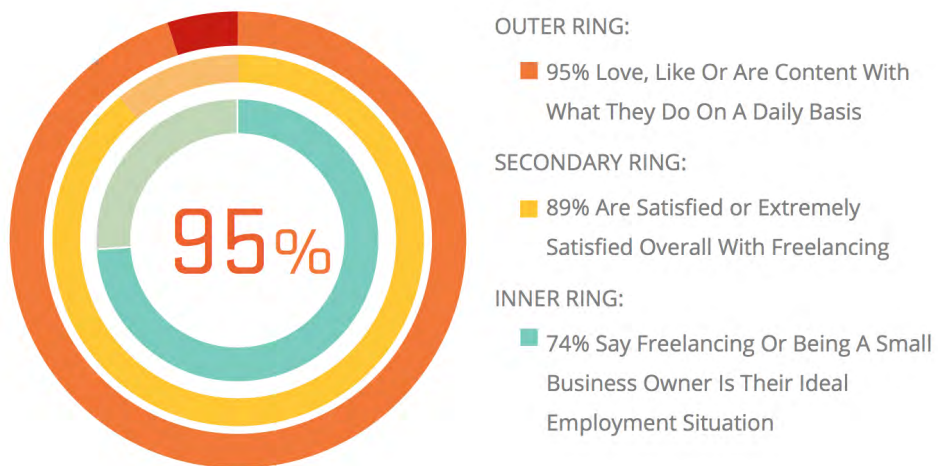 95%
OUTER RING:
95% Love, Like Or Are Content With
What They Do On A Daily Basis
SECONDARY RING:
89% Are Satisfied or Extremely
Satisfied Overall With Freelancing
INNER RING:
74% Say Freelancing Or Being A Small
Business Owner Is Their Ideal
Employment Situation